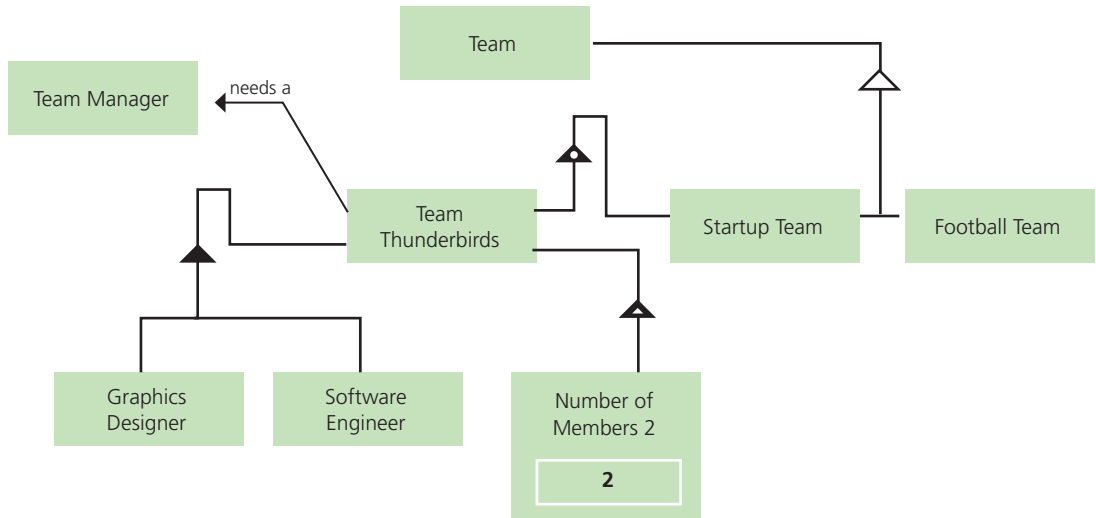 Team
Team Manager
needs a
Team
Thunderbirds
Startup Team
Football Team
Graphics
Designer
Software
Engineer
Number of
Members 2
2